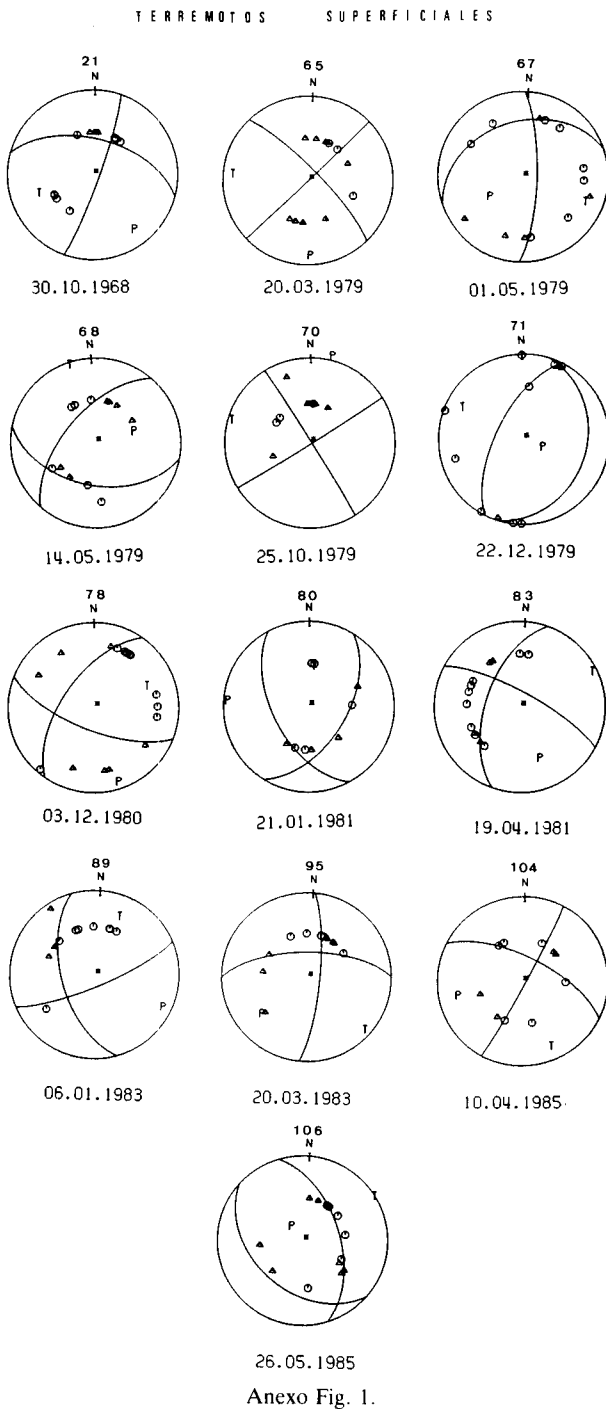 TERREMOTOS SUPERFICIALES
21 65 67
N N N
T P
T P
P T
30.10.1968 20.03.1979 01.05.1979
68 70 71
N N N
T P
T P
T P
14.05.1979 25.10.1979 22.12.1979
78 80 83
N N N
T P
P
T P
03.12.1980 21.01.1981 19.04.1981
89 95 104
N N N
T P
P T
P T
06.01.1983 20.03.1983 10.04.1985
106
N
T
P
26.05.1985
Anexo Fig. 1.